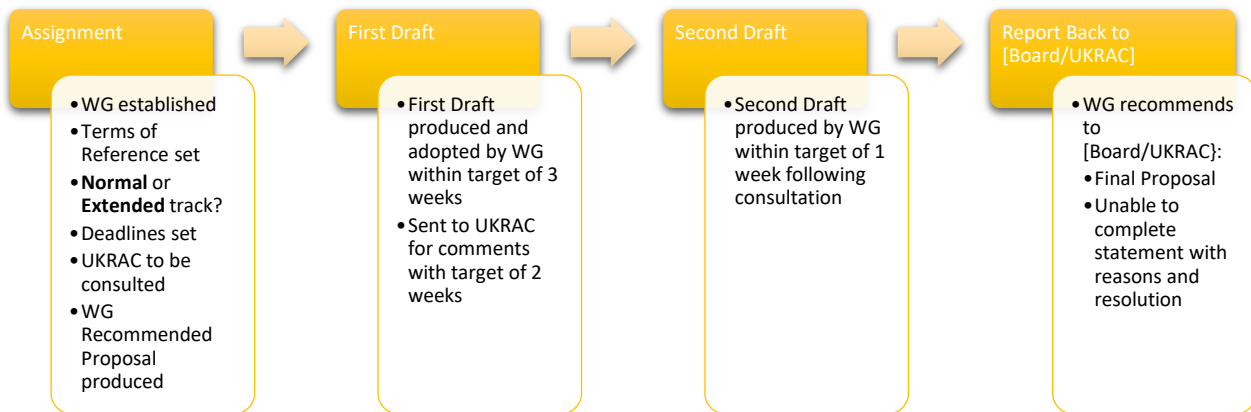 Assignment
• WG established
• Terms of
Reference set
• Normal or
Extended track?
• Deadlines set
• UKRAC to be
consulted
• WG
Recommended
Proposal
produced
First Draft
• First Draft
produced and
adopted by WG
within target of 3
weeks
• Sent to UKRAC
for comments
with target of 2
weeks
Second Draft
• Second Draft
produced by WG
within target of 1
week following
consultation
Report Back to
[Board/UKRAC]
• WG recommends
to
[Board/UKRAC}:
• Final Proposal
• Unable to
complete
statement with
reasons and
resolution